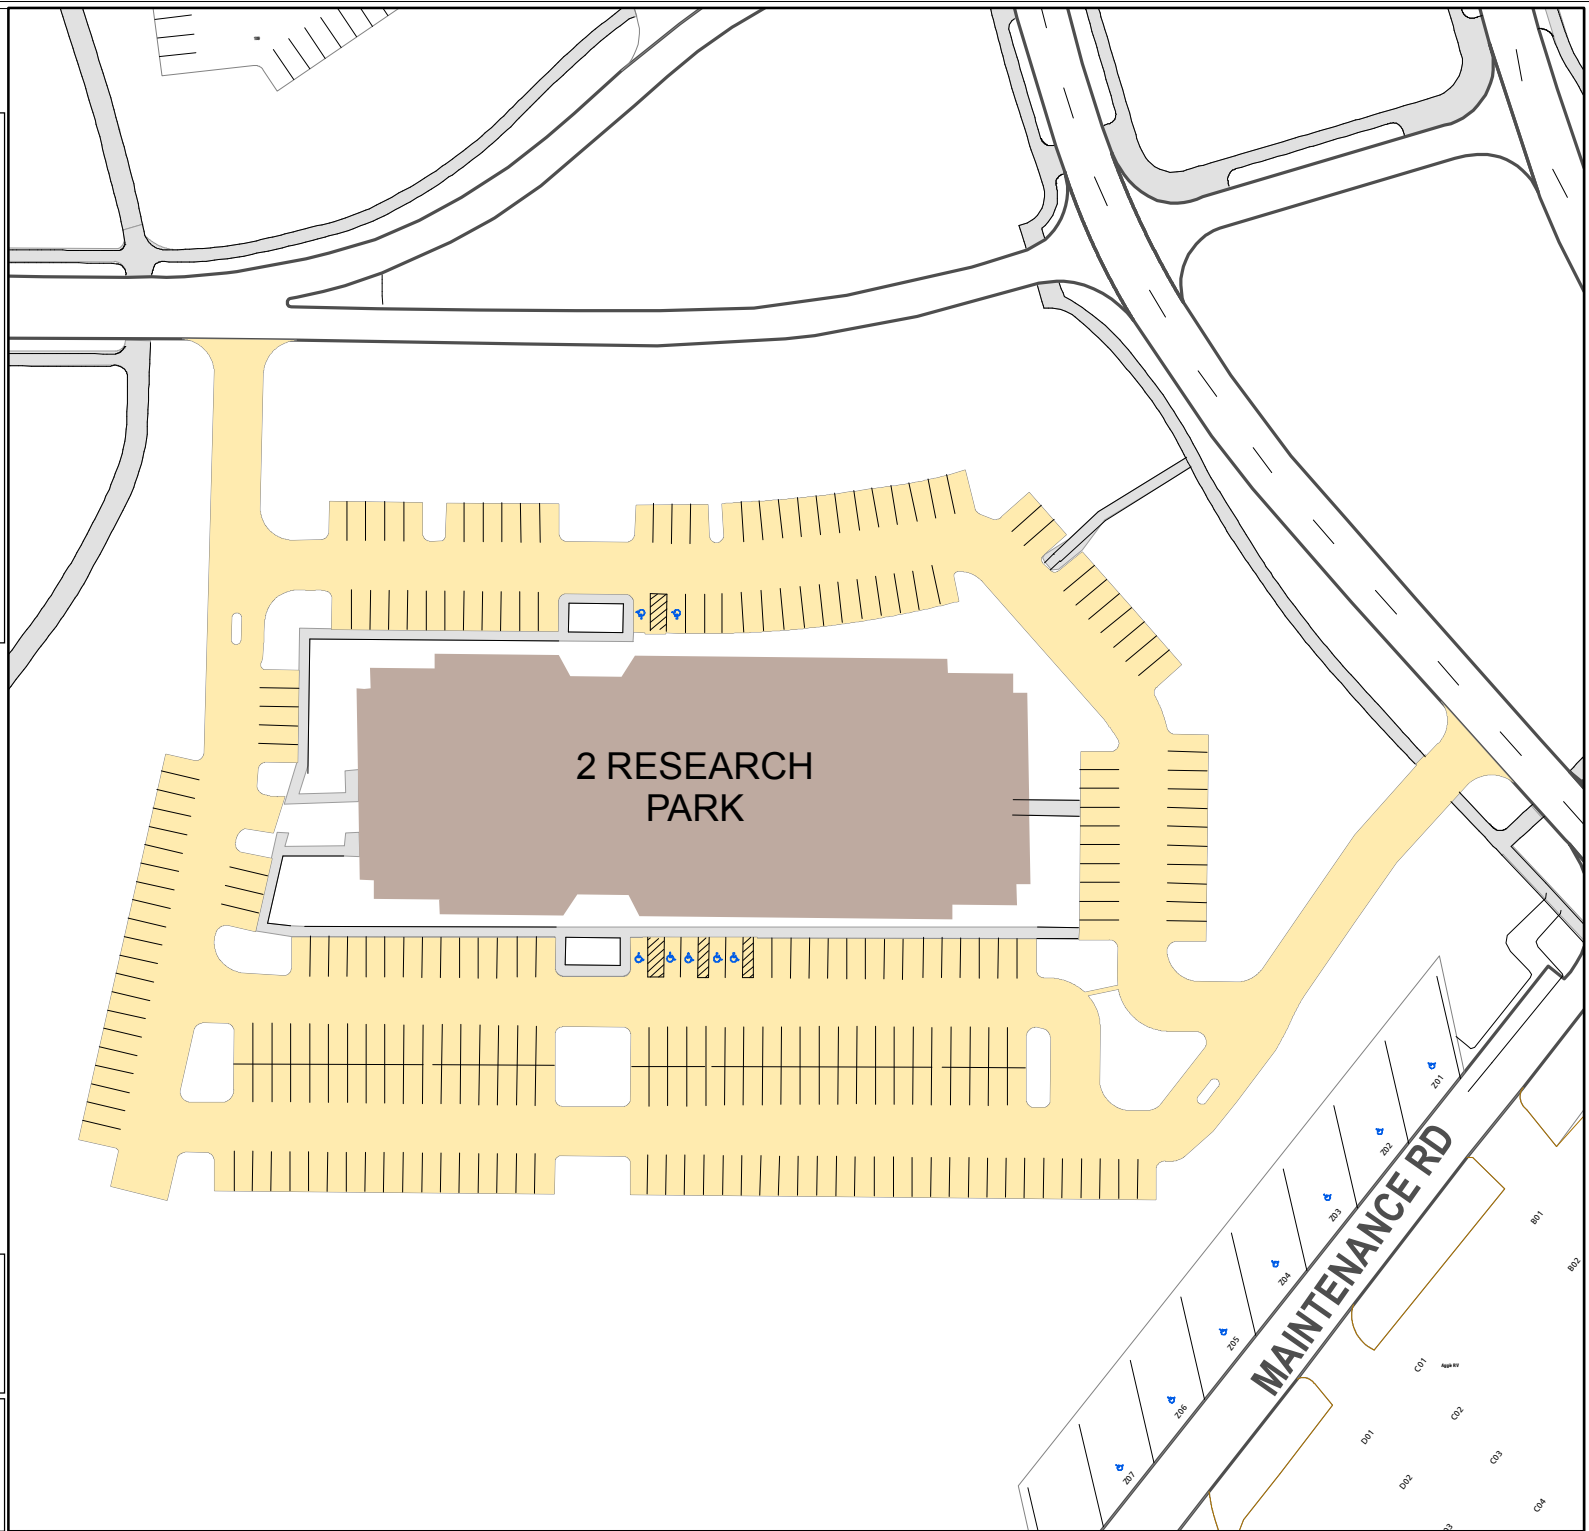 2 RESEARCH
PARK
Z01
Z02
MAINTENANCE RD
Z03
B01
Z04
B02
Z05
C01
Z06
C02
D01
Z07
C03
D02
C04